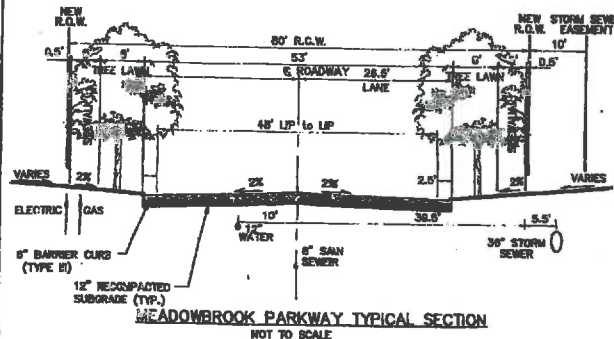 NEW
R.O.W.
NEW
R.O.W.
STORM SEWER
EASEMENT
80' R.O.W.
10'
0.5'
6'
53'
6'
0.5'
TREE LAWN
℄ ROADWAY
26.5'
LANE
TREE LAWN
48' LIP to LIP
2.5'
VARIES
2%
2%
2%
2%
VARIES
ELECTRIC
GAS
10'
39.5'
5.5'
12"
WATER
36" STORM
SEWER
6" BARRIER CURB
(TYPE III)
8" SAN
SEWER
12" RECOMPACTED
SUBGRADE (TYP.)
MEADOWBROOK PARKWAY TYPICAL SECTION
NOT TO SCALE